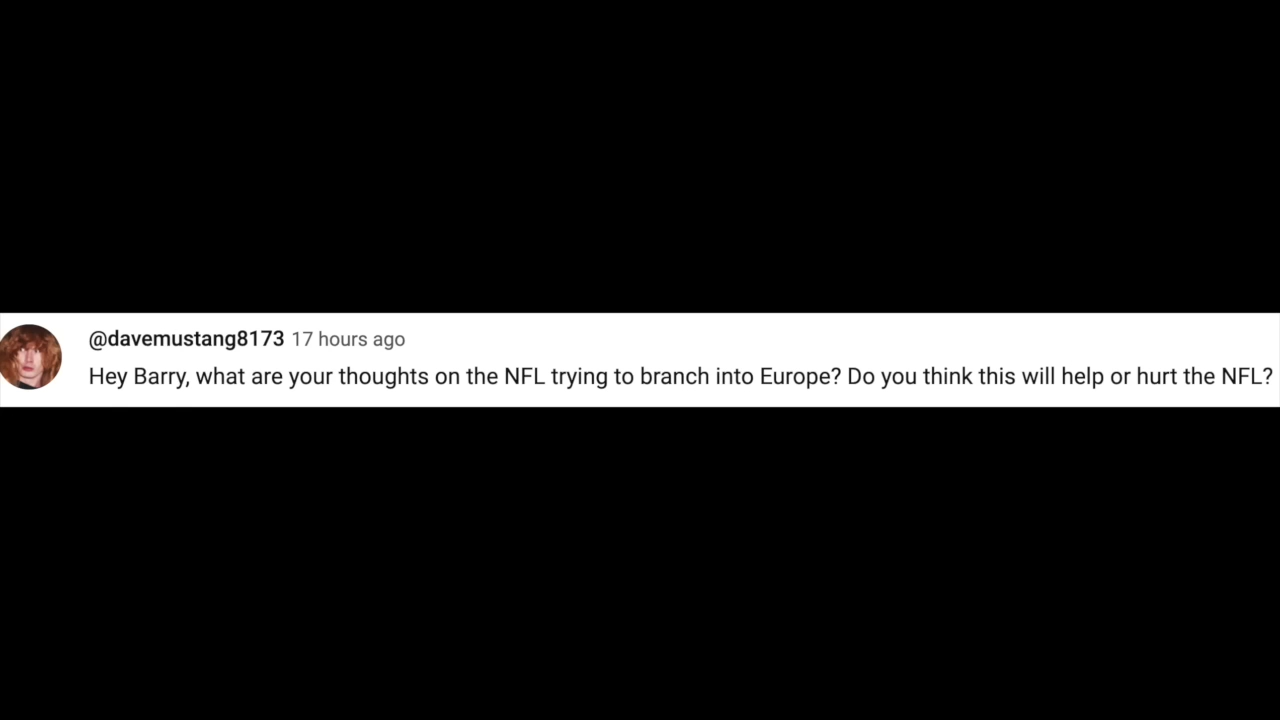 @davemustang8173 17 hours ago
Hey Barry, what are your thoughts on the NFL trying to branch into Europe? Do you think this will help or hurt the NFL?